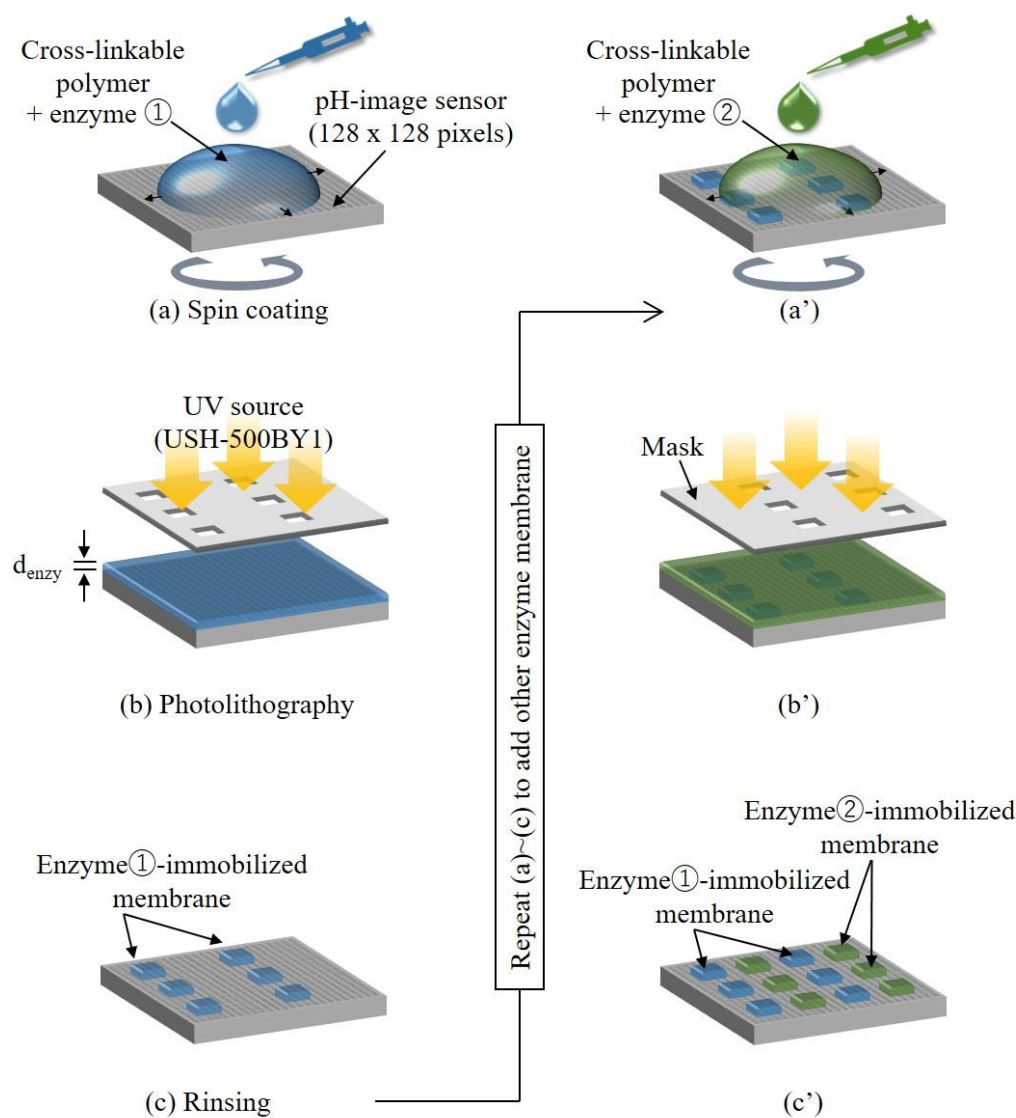 Cross-linkable
polymer
+ enzyme ①
pH-image sensor
(128 x 128 pixels)
(a) Spin coating
Cross-linkable
polymer
+ enzyme ②
(a’)
UV source
(USH-500BY1)
d_enzy
(b) Photolithography
Repeat (a)~(c) to add other enzyme membrane
Mask
(b’)
Enzyme①-immobilized
membrane
(c) Rinsing
Enzyme②-immobilized
membrane
Enzyme①-immobilized
membrane
(c’)